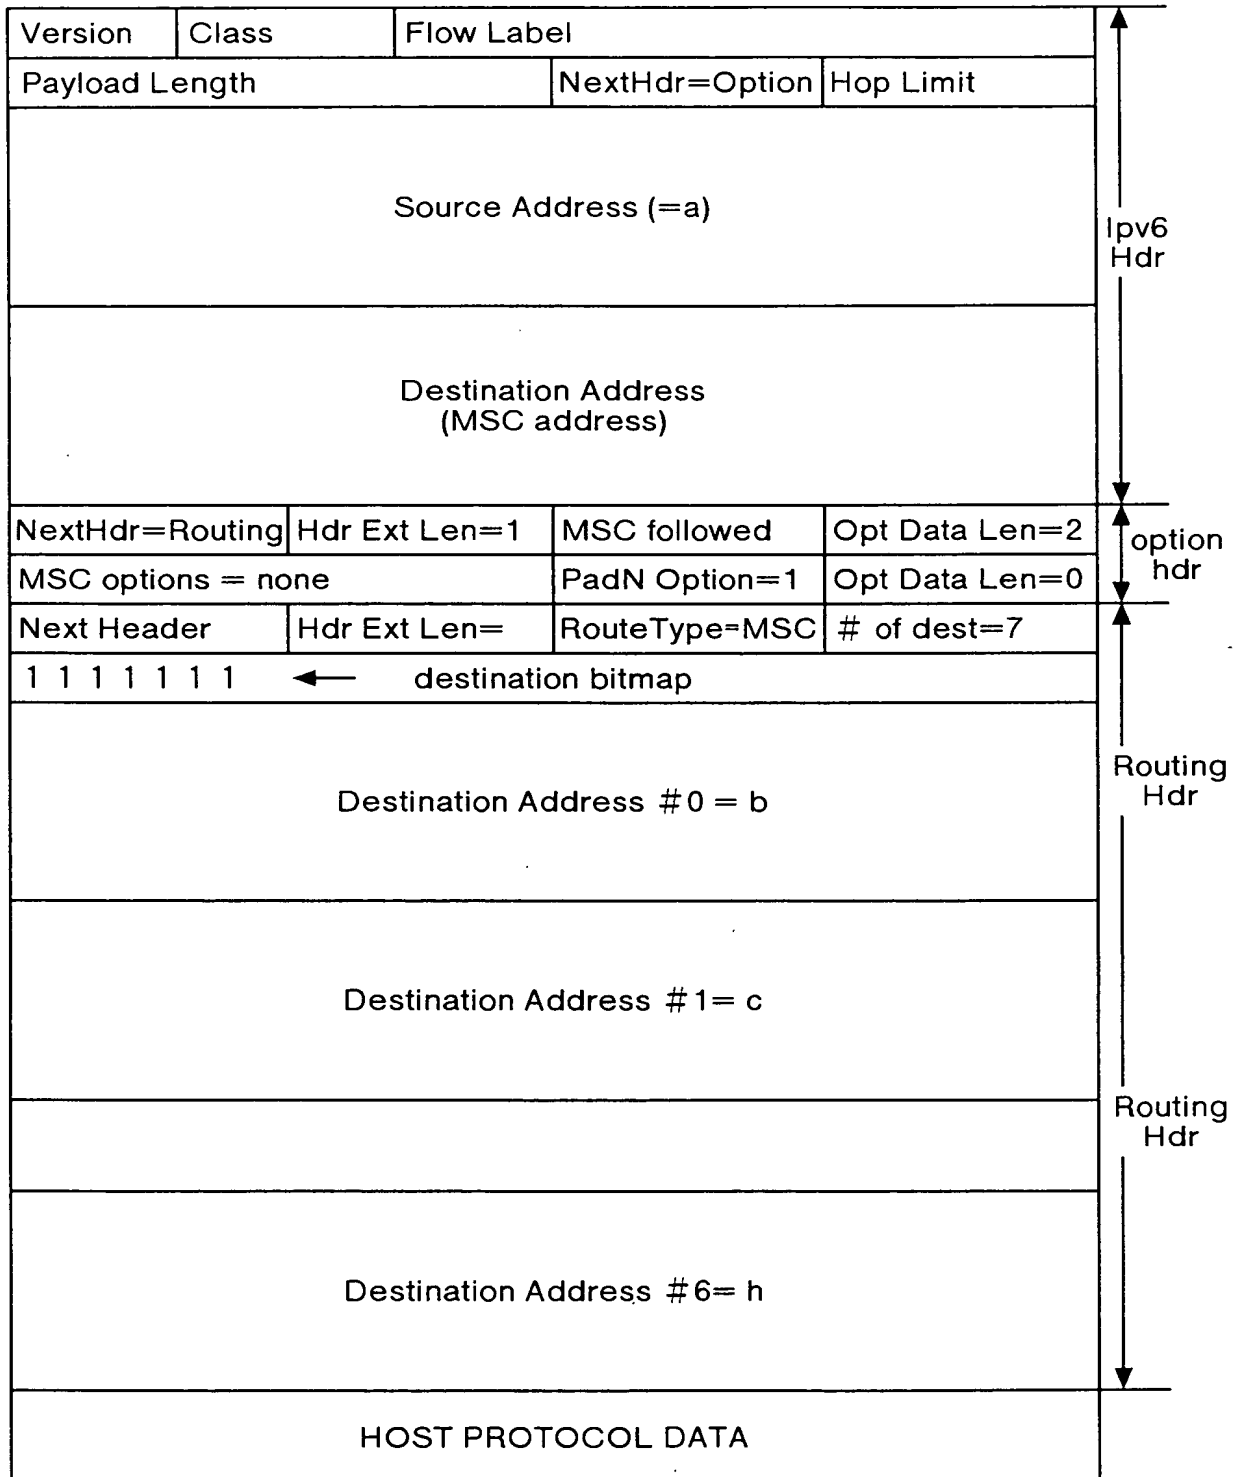 Version Class Flow Label
Payload Length NextHdr=Option Hop Limit
Source Address (=a)
Ipv6
Hdr
Destination Address
(MSC address)
NextHdr=Routing Hdr Ext Len=1 MSC followed Opt Data Len=2
option
hdr
MSC options = none PadN Option=1 Opt Data Len=0
Next Header Hdr Ext Len= RouteType=MSC # of dest=7
1 1 1 1 1 1 1 destination bitmap
Routing
Hdr
Destination Address #0 = b
Destination Address #1= c
Routing
Hdr
Destination Address #6= h
HOST PROTOCOL DATA